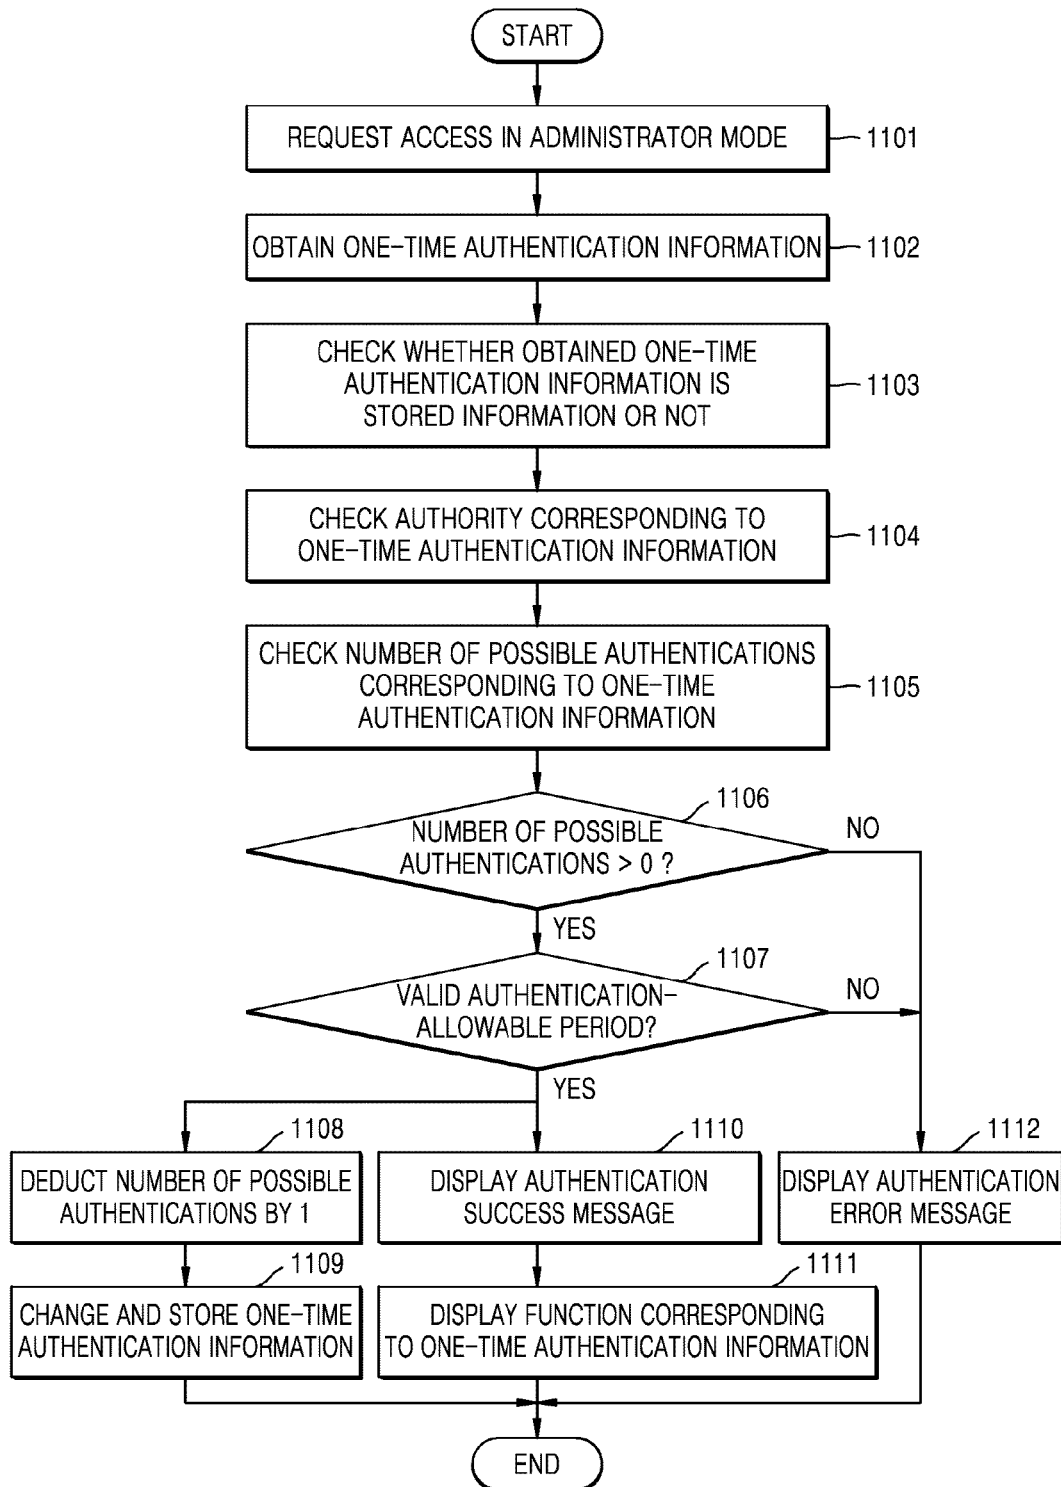 START
REQUEST ACCESS IN ADMINISTRATOR MODE
1101
OBTAIN ONE-TIME AUTHENTICATION INFORMATION
1102
CHECK WHETHER OBTAINED ONE-TIME
AUTHENTICATION INFORMATION IS
STORED INFORMATION OR NOT
1103
CHECK AUTHORITY CORRESPONDING TO
ONE-TIME AUTHENTICATION INFORMATION
1104
CHECK NUMBER OF POSSIBLE AUTHENTICATIONS
CORRESPONDING TO ONE-TIME
AUTHENTICATION INFORMATION
1105
1106
NUMBER OF POSSIBLE
AUTHENTICATIONS > 0 ?
NO
YES
1107
VALID AUTHENTICATION-
ALLOWABLE PERIOD?
NO
YES
1108
DEDUCT NUMBER OF POSSIBLE
AUTHENTICATIONS BY 1
1110
DISPLAY AUTHENTICATION
SUCCESS MESSAGE
1112
DISPLAY AUTHENTICATION
ERROR MESSAGE
1109
CHANGE AND STORE ONE-TIME
AUTHENTICATION INFORMATION
1111
DISPLAY FUNCTION CORRESPONDING
TO ONE-TIME AUTHENTICATION INFORMATION
END